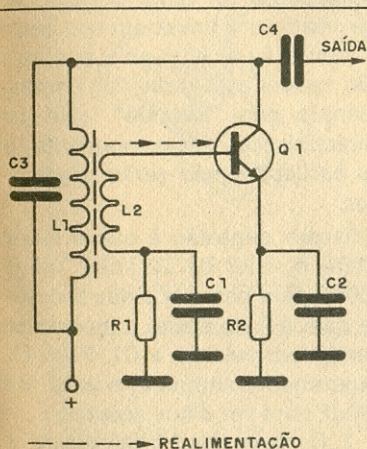 C4
SAÍDA
Q1
C3
L1
L2
C1
C2
R1
R2
+
REALIMENTAÇÃO